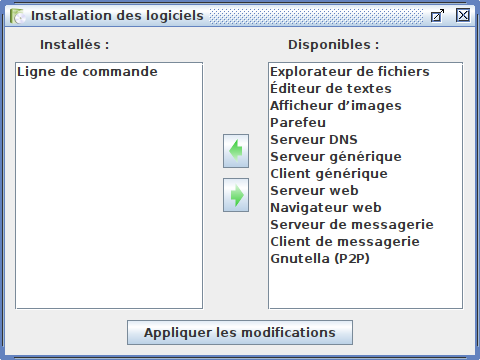 Installation des logiciels
Installés :
Disponibles :
Ligne de commande
Explorateur de fichiers
Éditeur de textes
Afficheur d’images
Parefeu
Serveur DNS
Serveur générique
Client générique
Serveur web
Navigateur web
Serveur de messagerie
Client de messagerie
Gnutella (P2P)
Appliquer les modifications